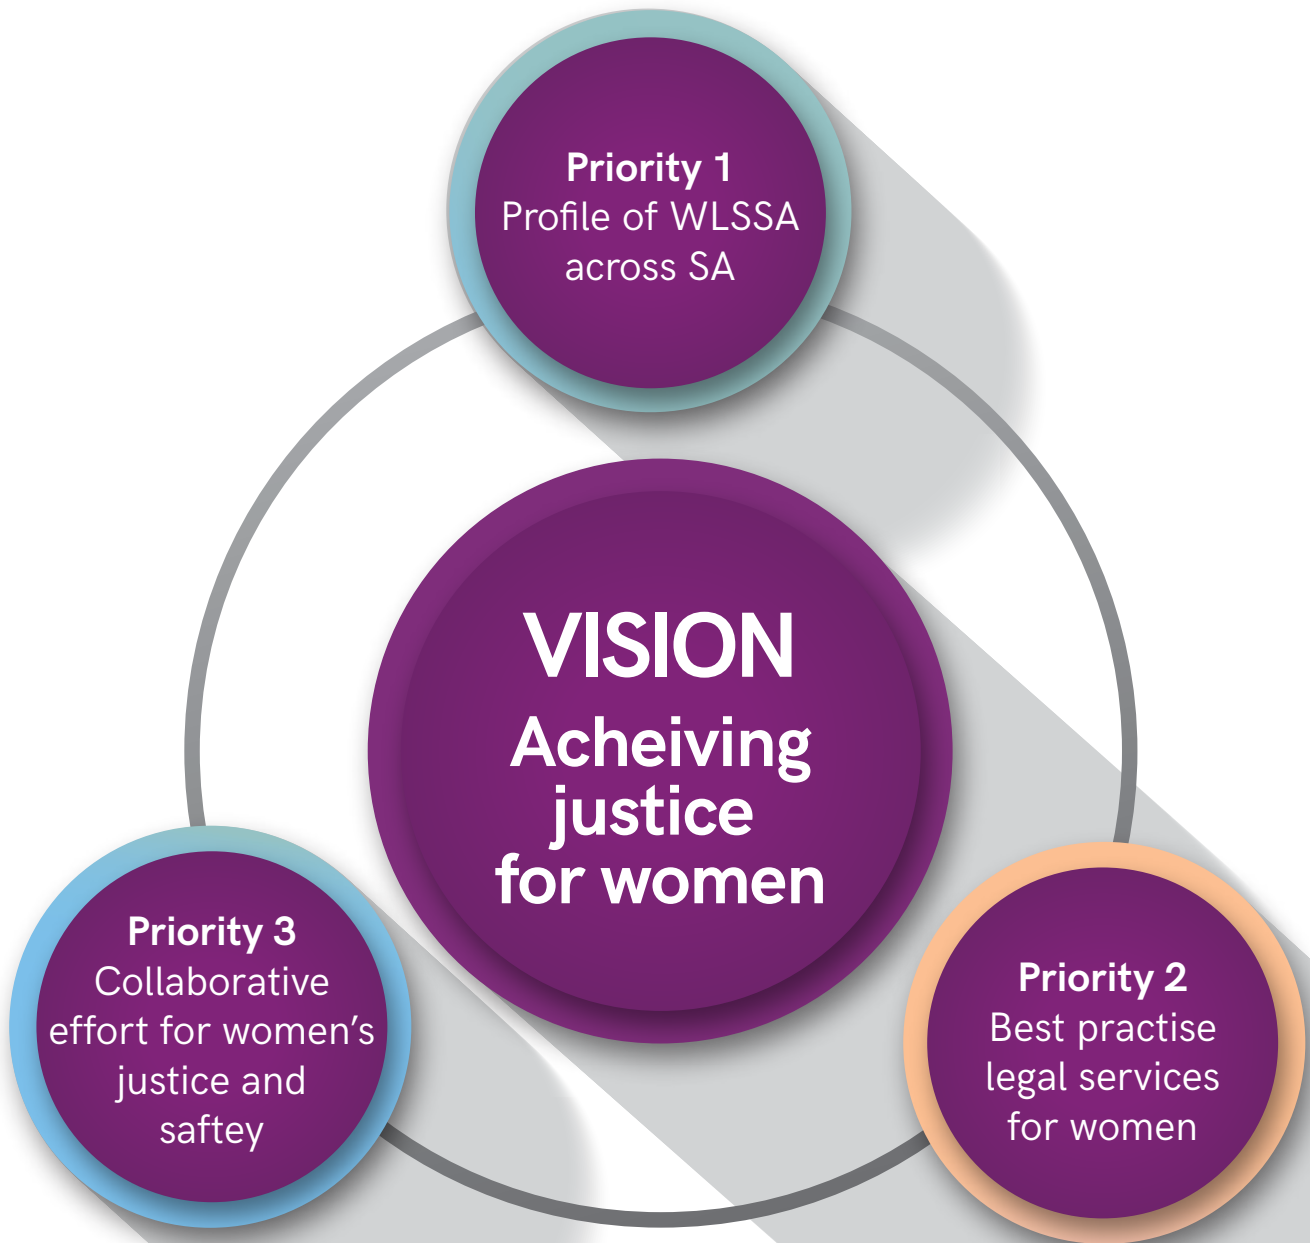 Priority 1
Profile of WLSSA
across SA
VISION
Acheiving
justice
for women
Priority 3
Collaborative
effort for women’s
justice and
saftey
Priority 2
Best practise
legal services
for women